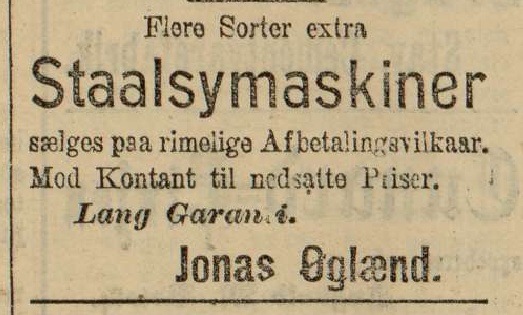 Flere Sorter extra
Staalsymaskiner
sælges paa rimelige Afbetalingsvilkaar.
Mod Kontant til nedsatte Priser.
Lang Garanti.
Jonas Øglænd.